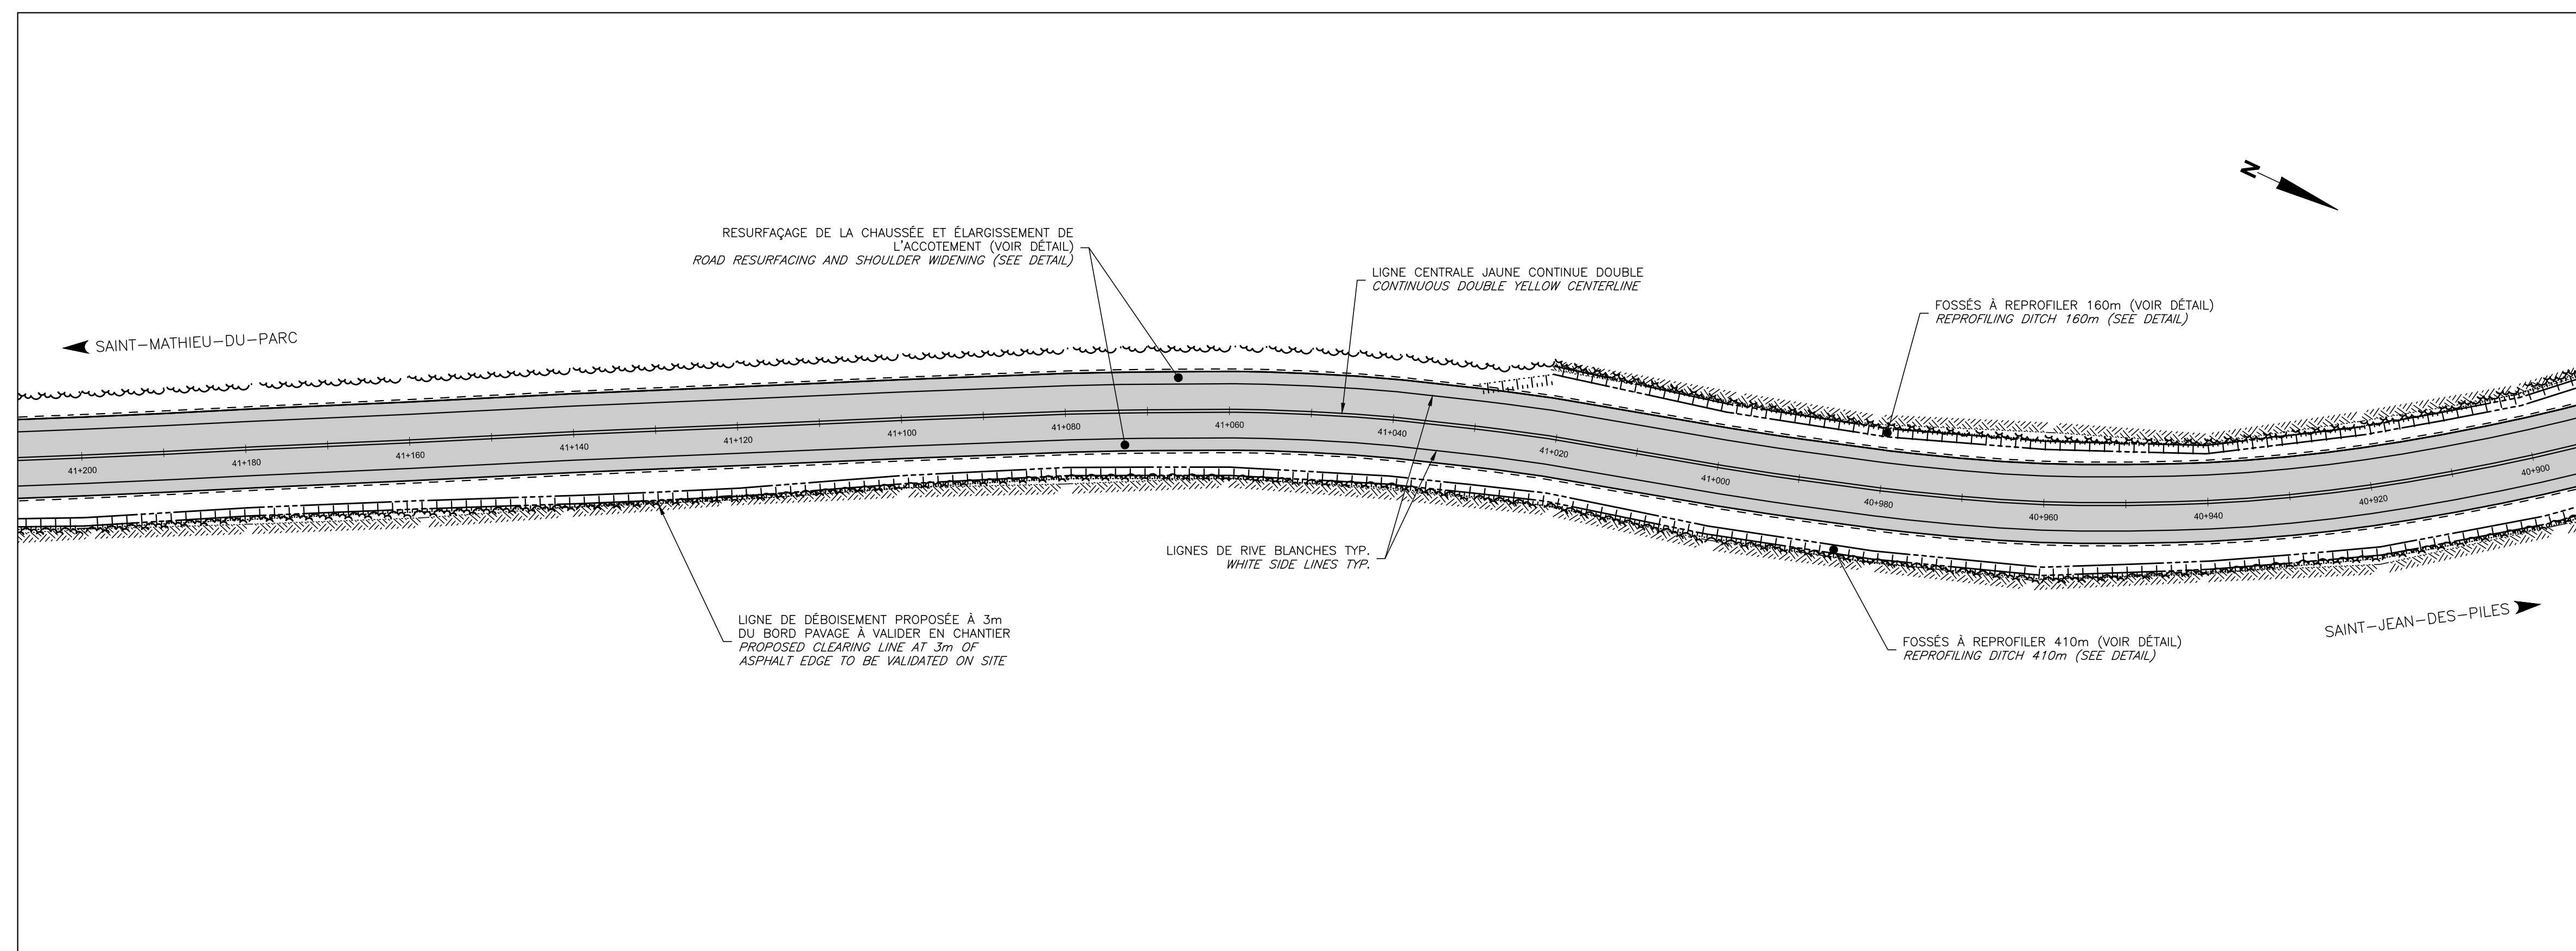 N
RESURFAÇAGE DE LA CHAUSSÉE ET ÉLARGISSEMENT DE
L'ACCOTEMENT (VOIR DÉTAIL)
ROAD RESURFACING AND SHOULDER WIDENING (SEE DETAIL)
LIGNE CENTRALE JAUNE CONTINUE DOUBLE
CONTINUOUS DOUBLE YELLOW CENTERLINE
FOSSÉS À REPROFILER 160m (VOIR DÉTAIL)
REPROFILING DITCH 160m (SEE DETAIL)
SAINT-MATHIEU-DU-PARC
41+200
41+180
41+160
41+140
41+120
41+100
41+080
41+060
41+040
41+020
41+000
40+980
40+960
40+940
40+920
40+900
LIGNES DE RIVE BLANCHES TYP.
WHITE SIDE LINES TYP.
LIGNE DE DÉBOISEMENT PROPOSÉE À 3m
DU BORD PAVAGE À VALIDER EN CHANTIER
PROPOSED CLEARING LINE AT 3m OF
ASPHALT EDGE TO BE VALIDATED ON SITE
FOSSÉS À REPROFILER 410m (VOIR DÉTAIL)
REPROFILING DITCH 410m (SEE DETAIL)
SAINT-JEAN-DES-PILES